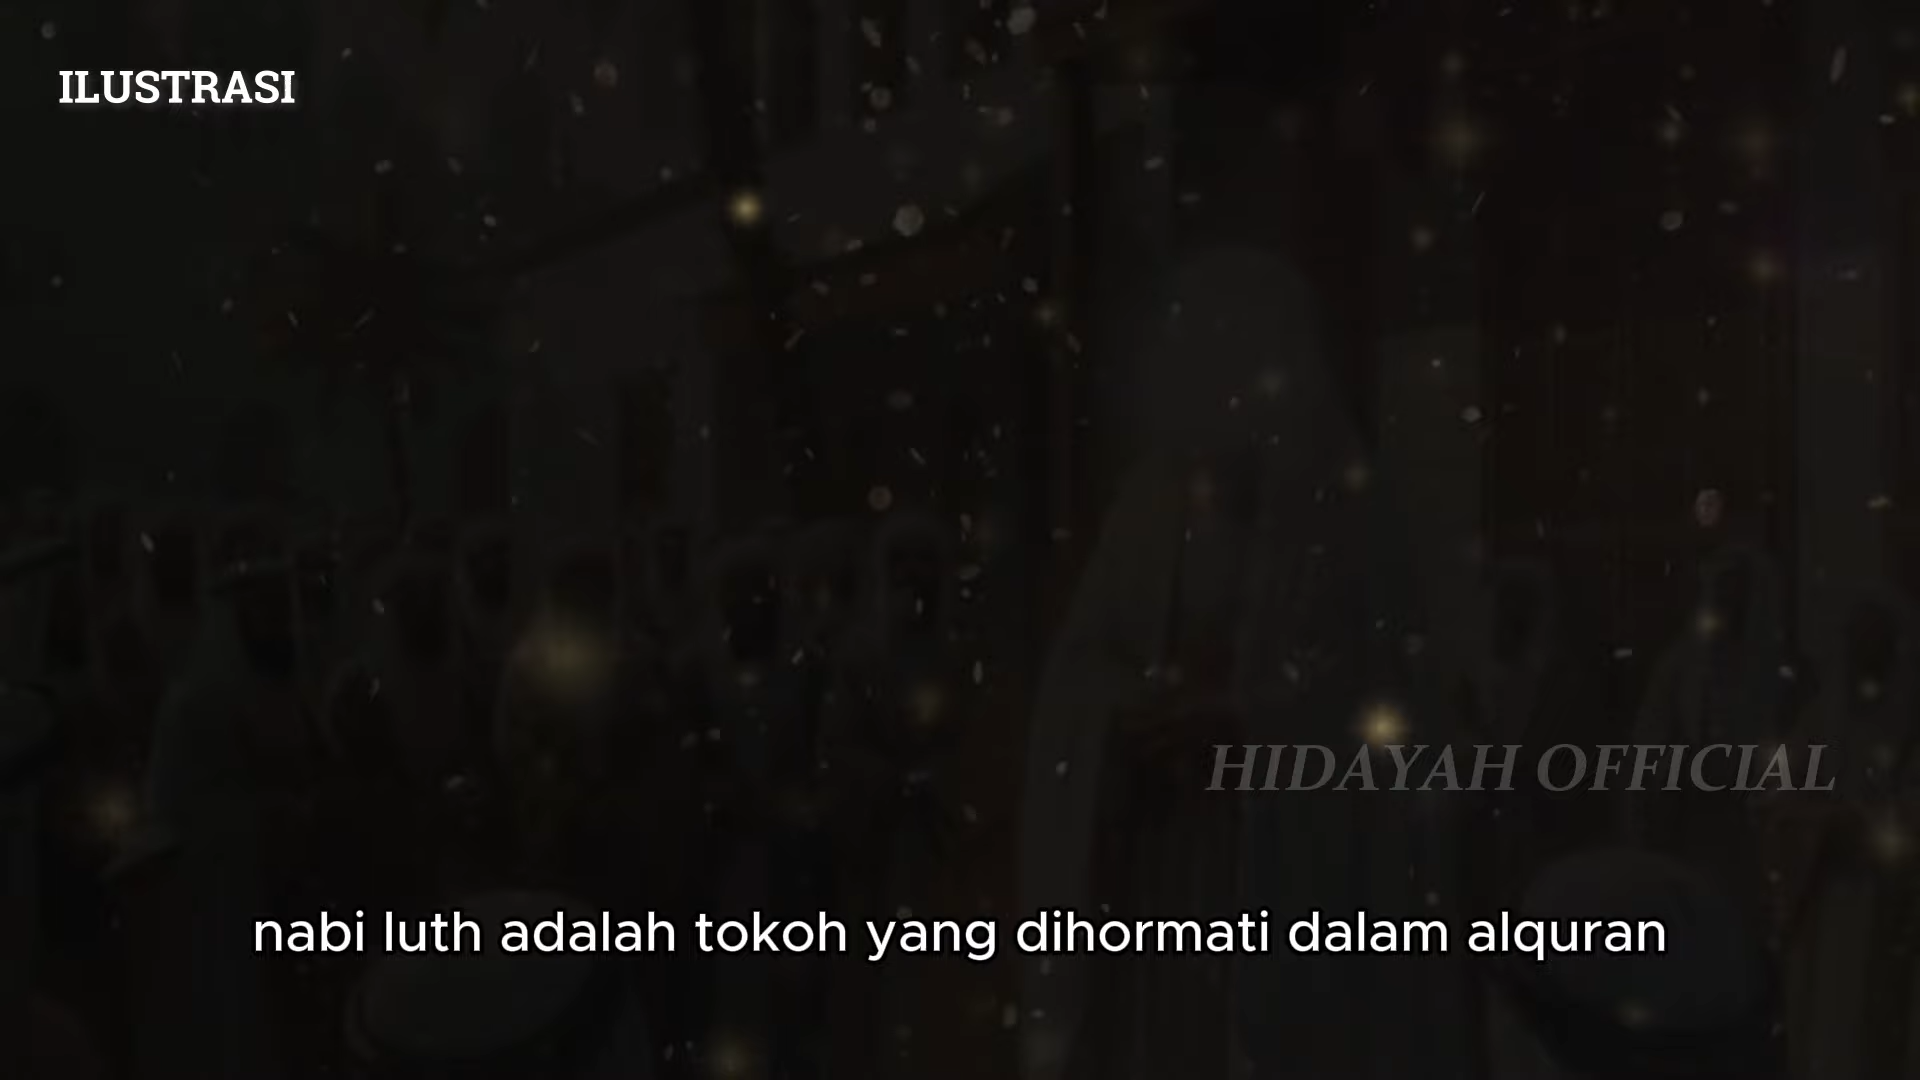 ILUSTRASI
HIDAYAH OFFICIAL
nabi luth adalah tokoh yang dihormati dalam alquran